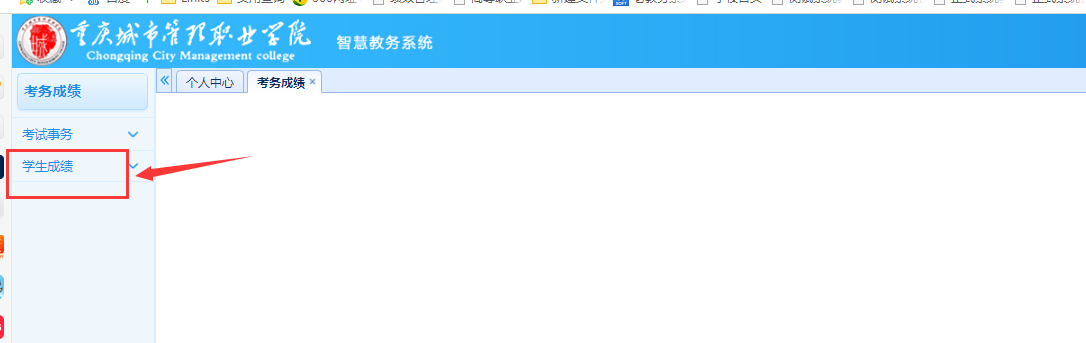 Links
重庆城市管理职业学院
Chongqing City Management college
智慧教务系统
考务成绩
个人中心
考务成绩
考试事务
学生成绩